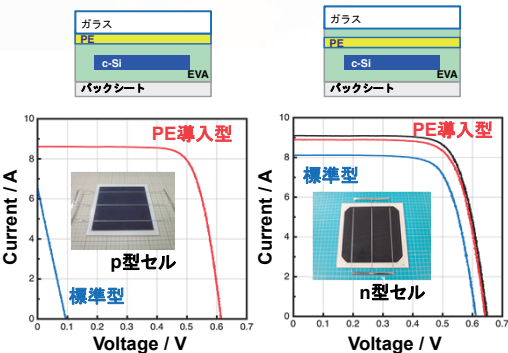 ガラス
PE
c-Si
EVA
バックシート
ガラス
PE
c-Si
EVA
バックシート
10
8
6
4
2
0
Current / A
PE導入型
p型セル
標準型
0
0.1
0.2
0.3
0.4
0.5
0.6
0.7
Voltage / V
10
8
6
4
2
0
Current / A
PE導入型
標準型
n型セル
0
0.1
0.2
0.3
0.4
0.5
0.6
0.7
Voltage / V